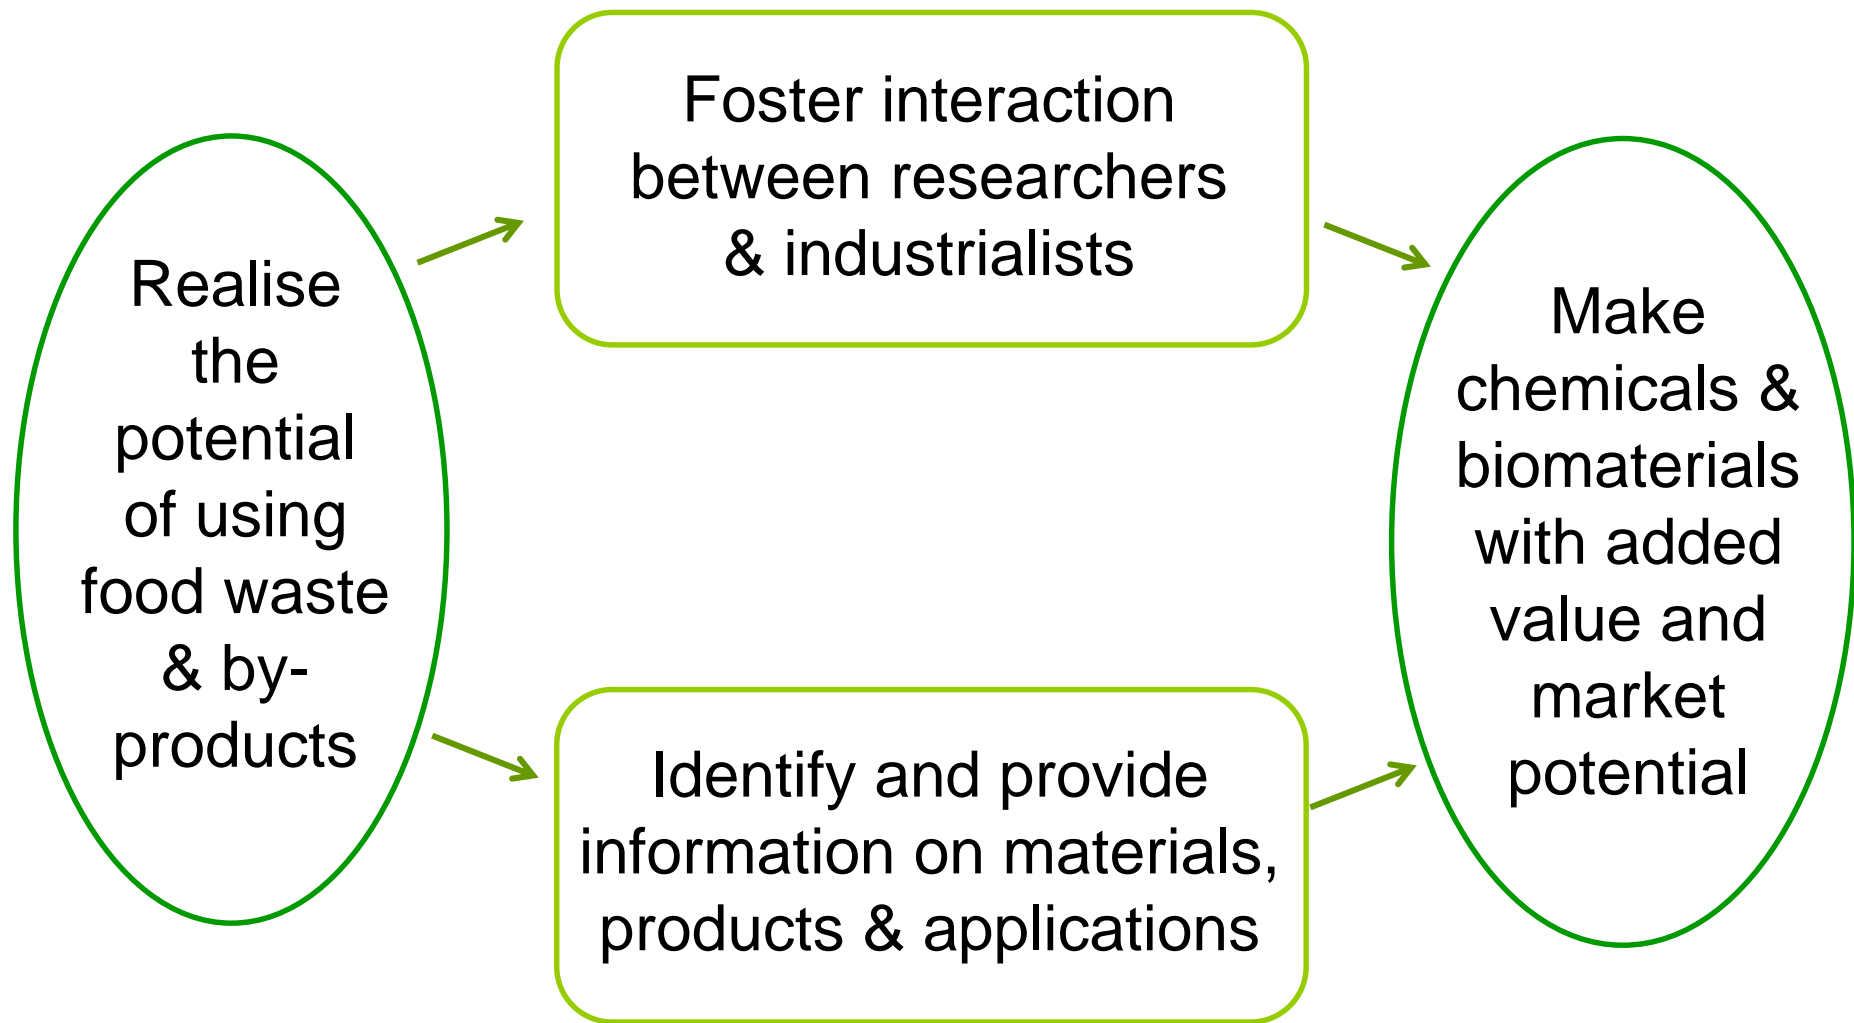 Realise
the
potential
of using
food waste
& by-
products
Foster interaction
between researchers
& industrialists
Identify and provide
information on materials,
products & applications
Make
chemicals &
biomaterials
with added
value and
market
potential